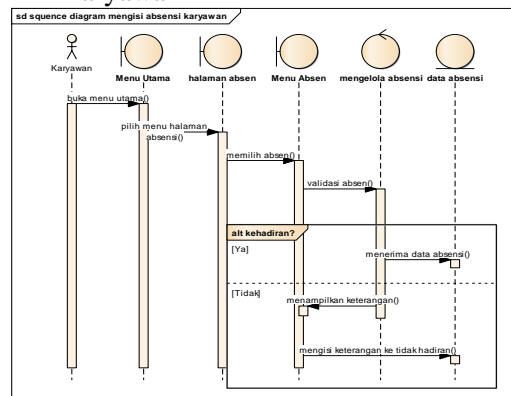 sd squence diagram mengisi absensi karyawan
Karyawan
Menu Utama
halaman absen
Menu Absen
mengelola absensi
data absensi
buka menu utama()
pilih menu halaman
absensi()
memilih absen()
validasi absen()
alt kehadiran?
[Ya]
menerima data absensi()
[Tidak]
menampilkan keterangan()
mengisi keterangan ke tidak hadiran()